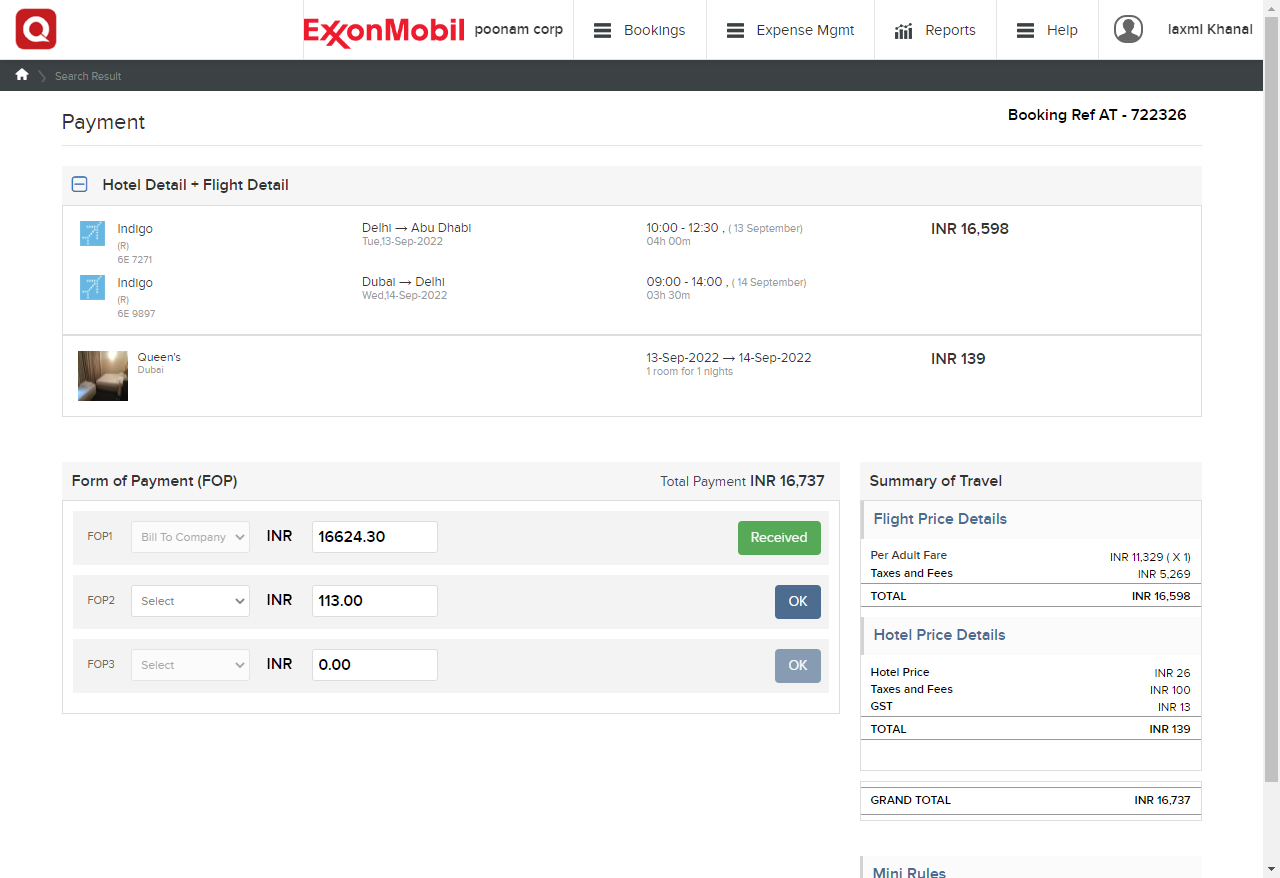 Q ExxonMobil poonam corp Bookings Expense Mgmt Reports Help laxmi Khanal
Search Result
Payment Booking Ref AT - 722326
Hotel Detail + Flight Detail
Indigo Delhi → Abu Dhabi 10:00 - 12:30 , ( 13 September) INR 16,598
(R) Tue,13-Sep-2022 04h 00m
6E 7271
Indigo Dubai → Delhi 09:00 - 14:00 , ( 14 September)
(R) Wed,14-Sep-2022 03h 30m
6E 9897
Queen's 13-Sep-2022 → 14-Sep-2022 INR 139
Dubai 1 room for 1 nights
Form of Payment (FOP) Total Payment INR 16,737
FOP1 Bill To Company INR 16624.30 Received
FOP2 Select INR 113.00 OK
FOP3 Select INR 0.00 OK
Summary of Travel
Flight Price Details
Per Adult Fare INR 11,329 ( X 1)
Taxes and Fees INR 5,269
TOTAL INR 16,598
Hotel Price Details
Hotel Price INR 26
Taxes and Fees INR 100
GST INR 13
TOTAL INR 139
GRAND TOTAL INR 16,737
Mini Rules